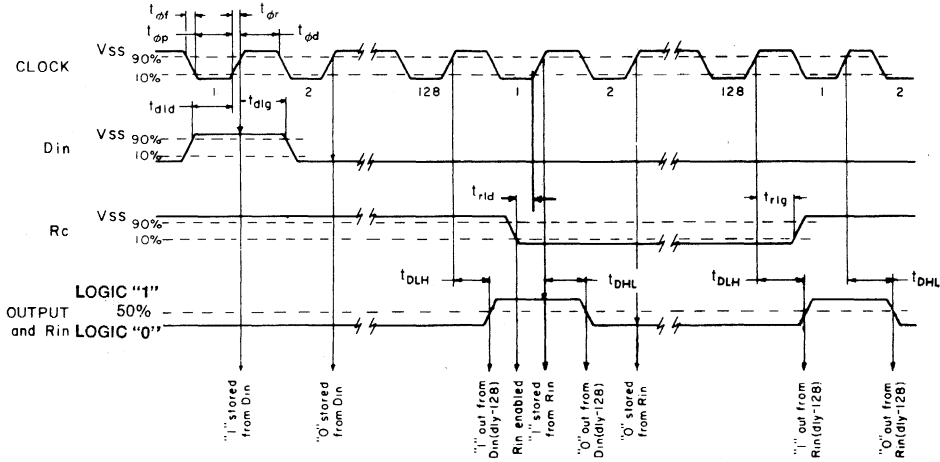 tøf tør
tøp tød
CLOCK VSS
90%
10%
1 2 128 1 2 128 1 2
tdld tdlg
Din VSS 90%
10%
trld trlg
Rc VSS 90%
10%
tDLH tDHL tDLH tDHL
LOGIC "1"
OUTPUT 50%
and Rin LOGIC "0"
"1" stored
from Din
"0" stored
from Din
"1" out from
Din(dly-128)
Rin enabled
"1" stored
from Rin
"0" out from
Din(dly-128)
"0" stored
from Rin
"1" out from
Rin(dly-128)
"0" out from
Rin(dly-128)